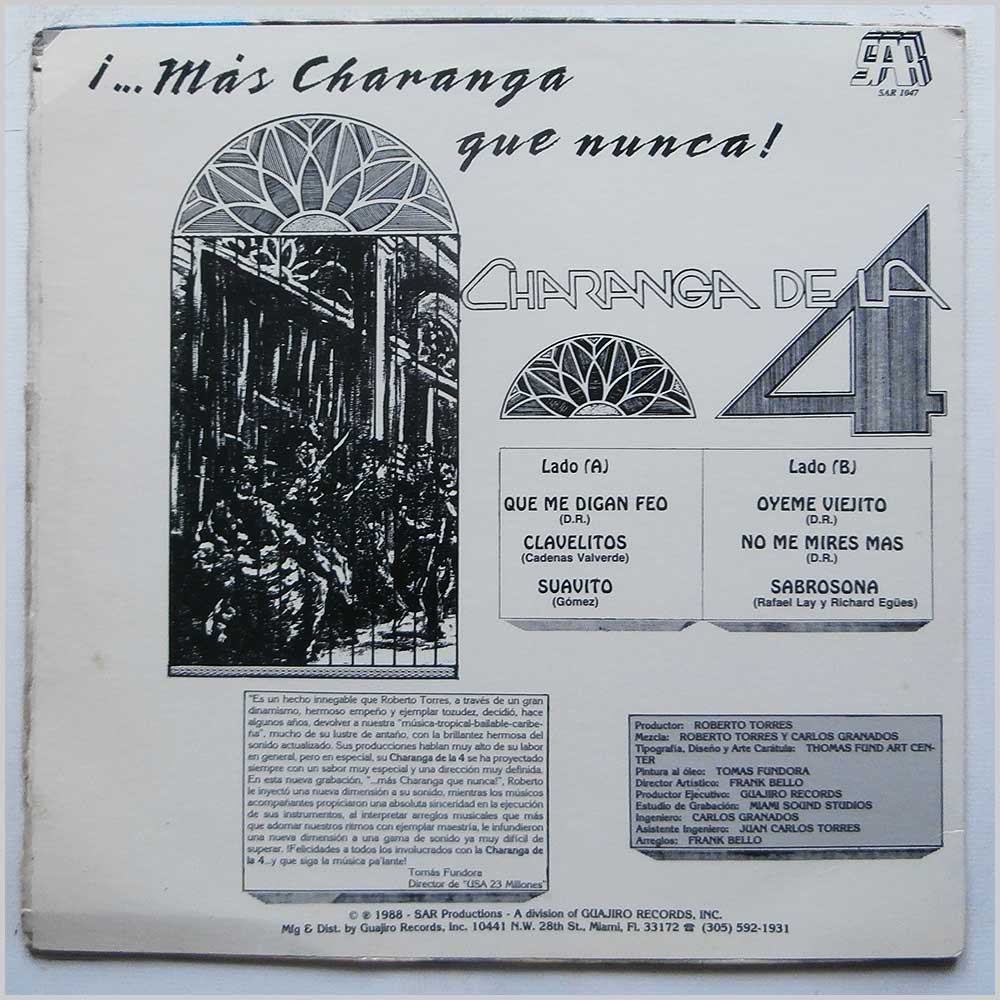 ¡...Más Charanga
que nunca!
SAR
SAR 1047
CHARANGA DE LA 4
Lado (A)
QUE ME DIGAN FEO
(D.R.)
CLAVELITOS
(Cadenas Valverde)
SUAVITO
(Gómez)
Lado (B)
OYEME VIEJITO
(D.R.)
NO ME MIRES MAS
(D.R.)
SABROSONA
(Rafael Lay y Richard Egües)
"Es un hecho innegable que Roberto Torres, a través de un gran
dinamismo, hermoso empeño y ejemplar tozudez, decidió, hace
algunos años, devolver a nuestra "música-tropical-bailable-caribe-
ña", mucho de su lustre de antaño, con la brillantez hermosa del
sonido actualizado. Sus producciones hablan muy alto de su labor
en general, pero en especial, su Charanga de la 4 se ha proyectado
siempre con un sabor muy especial y una dirección muy definida.
En esta nueva grabación, "...más Charanga que nunca!", Roberto
le inyectó una nueva dimensión a su sonido, mientras los músicos
acompañantes propiciaron una absoluta sinceridad en la ejecución
de sus instrumentos, al interpretar arreglos musicales que más
que adornar nuestros ritmos con ejemplar maestría, le infundieron
una nueva dimensión a una gama de sonido ya muy difícil de
superar. !Felicidades a todos los involucrados con la Charanga de
la 4...y que siga la música pa'lante!
Tomás Fundora
Director de "USA 23 Millones"
Productor: ROBERTO TORRES
Mezcla: ROBERTO TORRES Y CARLOS GRANADOS
Tipografía, Diseño y Arte Carátula: THOMAS FUND ART CEN-
TER
Pintura al óleo: TOMAS FUNDORA
Director Artístico: FRANK BELLO
Productor Ejecutivo: GUAJIRO RECORDS
Estudio de Grabación: MIAMI SOUND STUDIOS
Ingeniero: CARLOS GRANADOS
Asistente Ingeniero: JUAN CARLOS TORRES
Arreglos: FRANK BELLO
© ℗ 1988 - SAR Productions - A division of GUAJIRO RECORDS, INC.
Mfg & Dist. by Guajiro Records, Inc. 10441 N.W. 28th St., Miami, Fl. 33172 ☎ (305) 592-1931